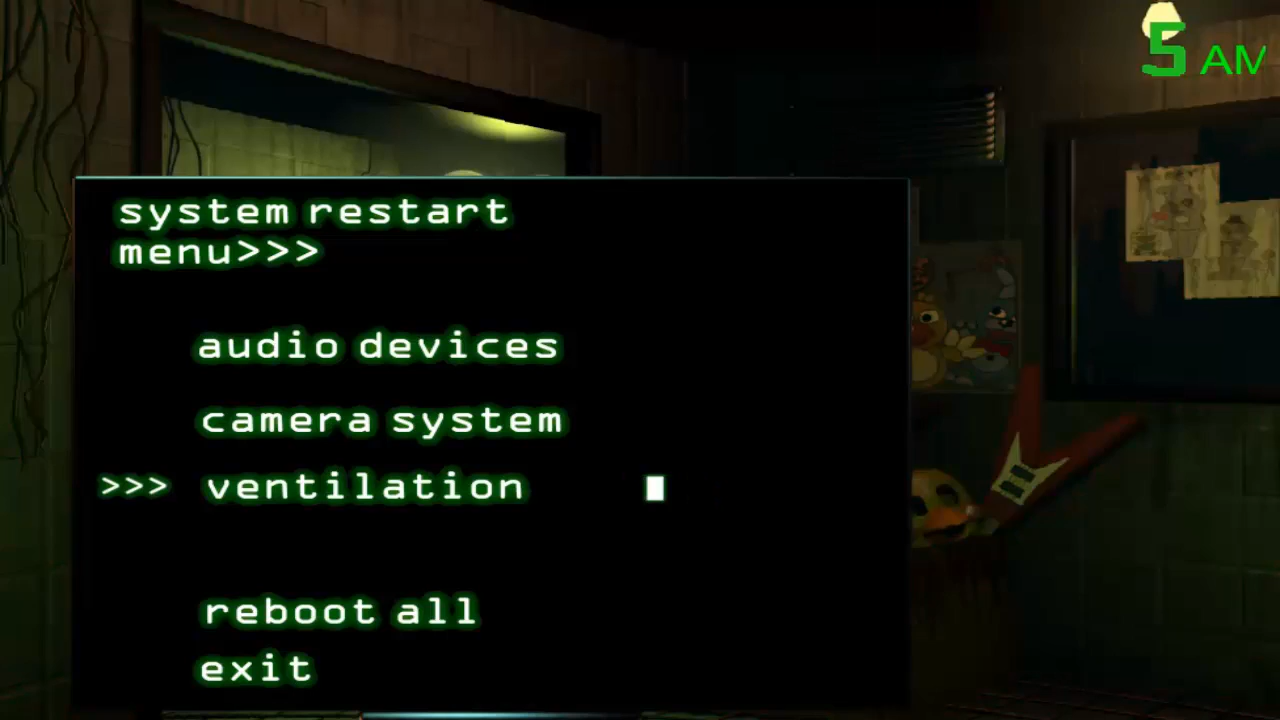 5 AM
system restart
menu>>>
audio devices
camera system
>>> ventilation
reboot all
exit